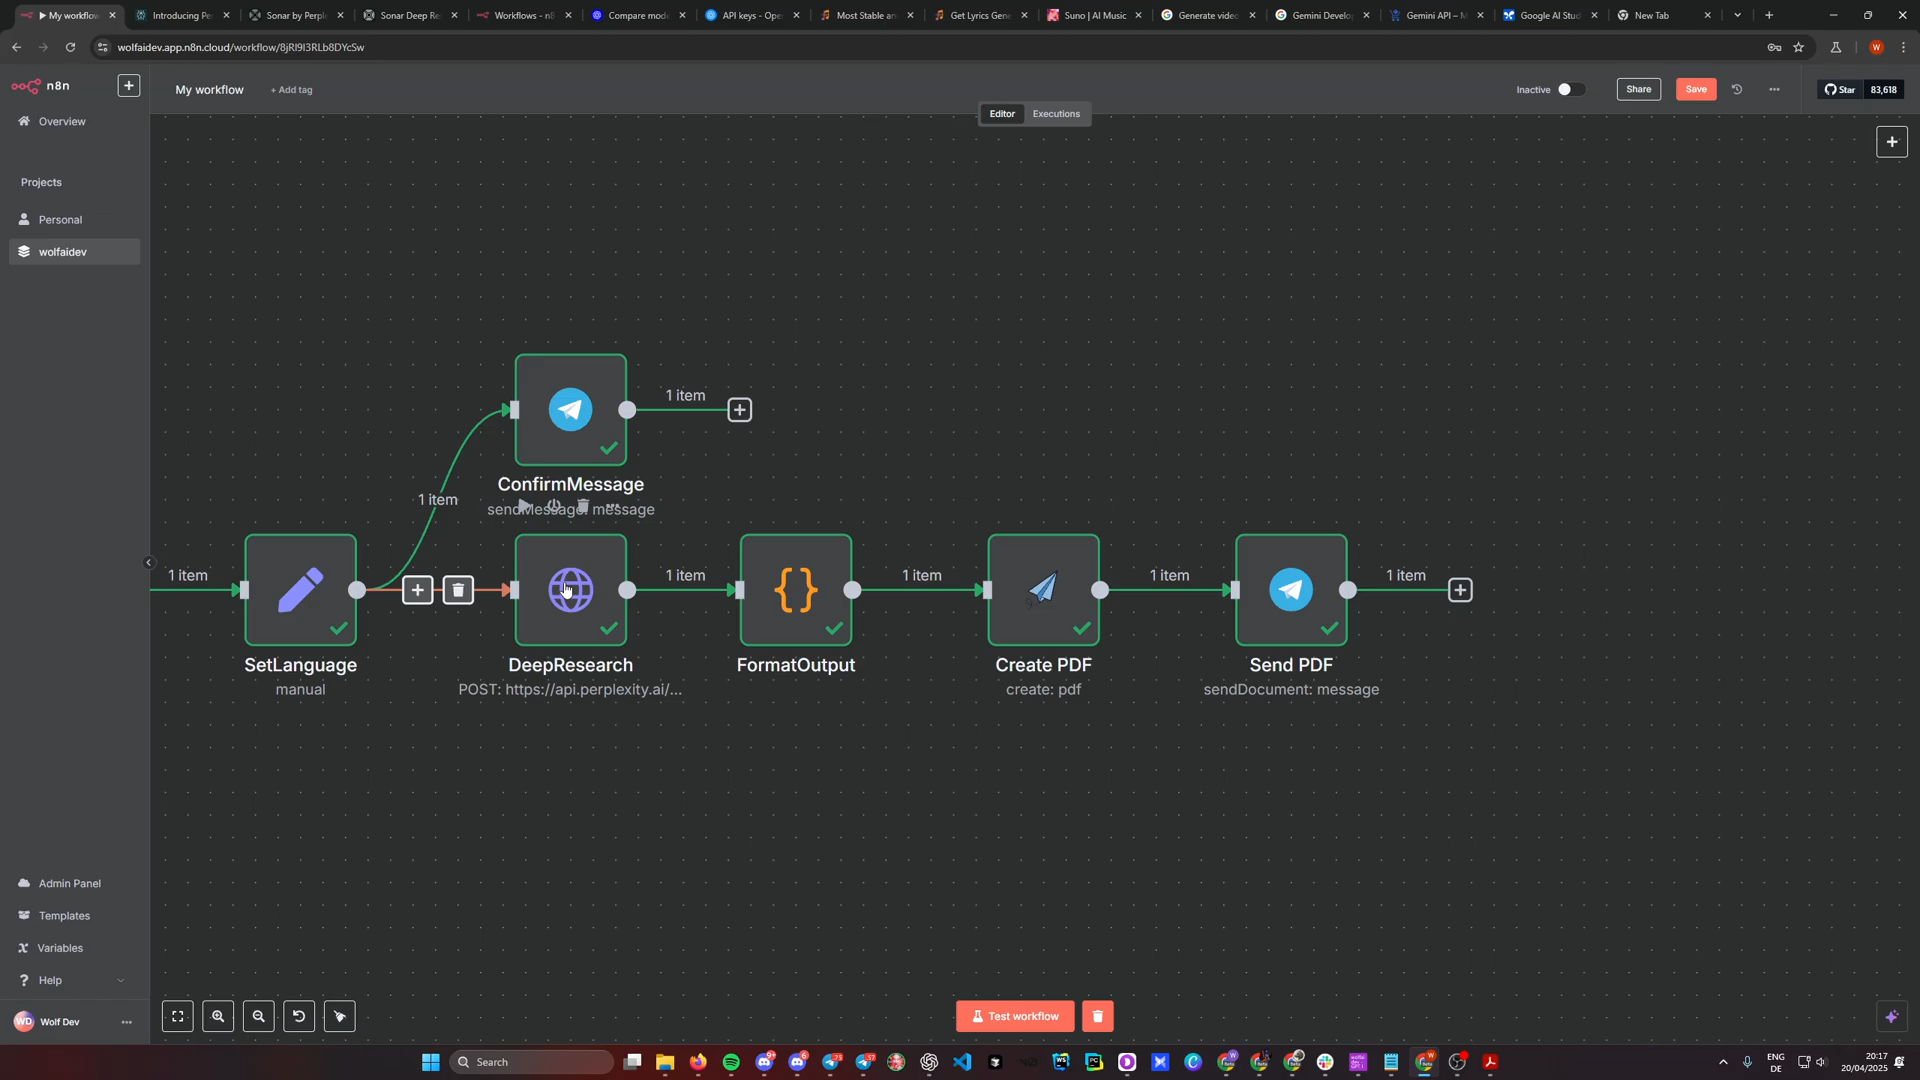 My workflow
Introducing Pe
Sonar by Perpl
Sonar Deep Re
Workflows - n8
Compare mode
API keys - Ope
Most Stable an
Get Lyrics Gene
Suno | AI Music
Generate video
Gemini Develo
Gemini API – M
Google AI Stud
New Tab
wolfaidev.app.n8n.cloud/workflow/8jRI9I3RLb8DYcSw
W
n8n
My workflow
+ Add tag
Inactive
Share
Save
Star
83,618
Editor
Executions
Overview
Projects
Personal
wolfaidev
1 item
ConfirmMessage
sendMessage: message
1 item
1 item
1 item
1 item
1 item
1 item
SetLanguage
manual
DeepResearch
POST: https://api.perplexity.ai/...
FormatOutput
Create PDF
create: pdf
Send PDF
sendDocument: message
Admin Panel
Templates
Variables
Help
WD
Wolf Dev
Test workflow
Search
ENG
DE
20:17
20/04/2025